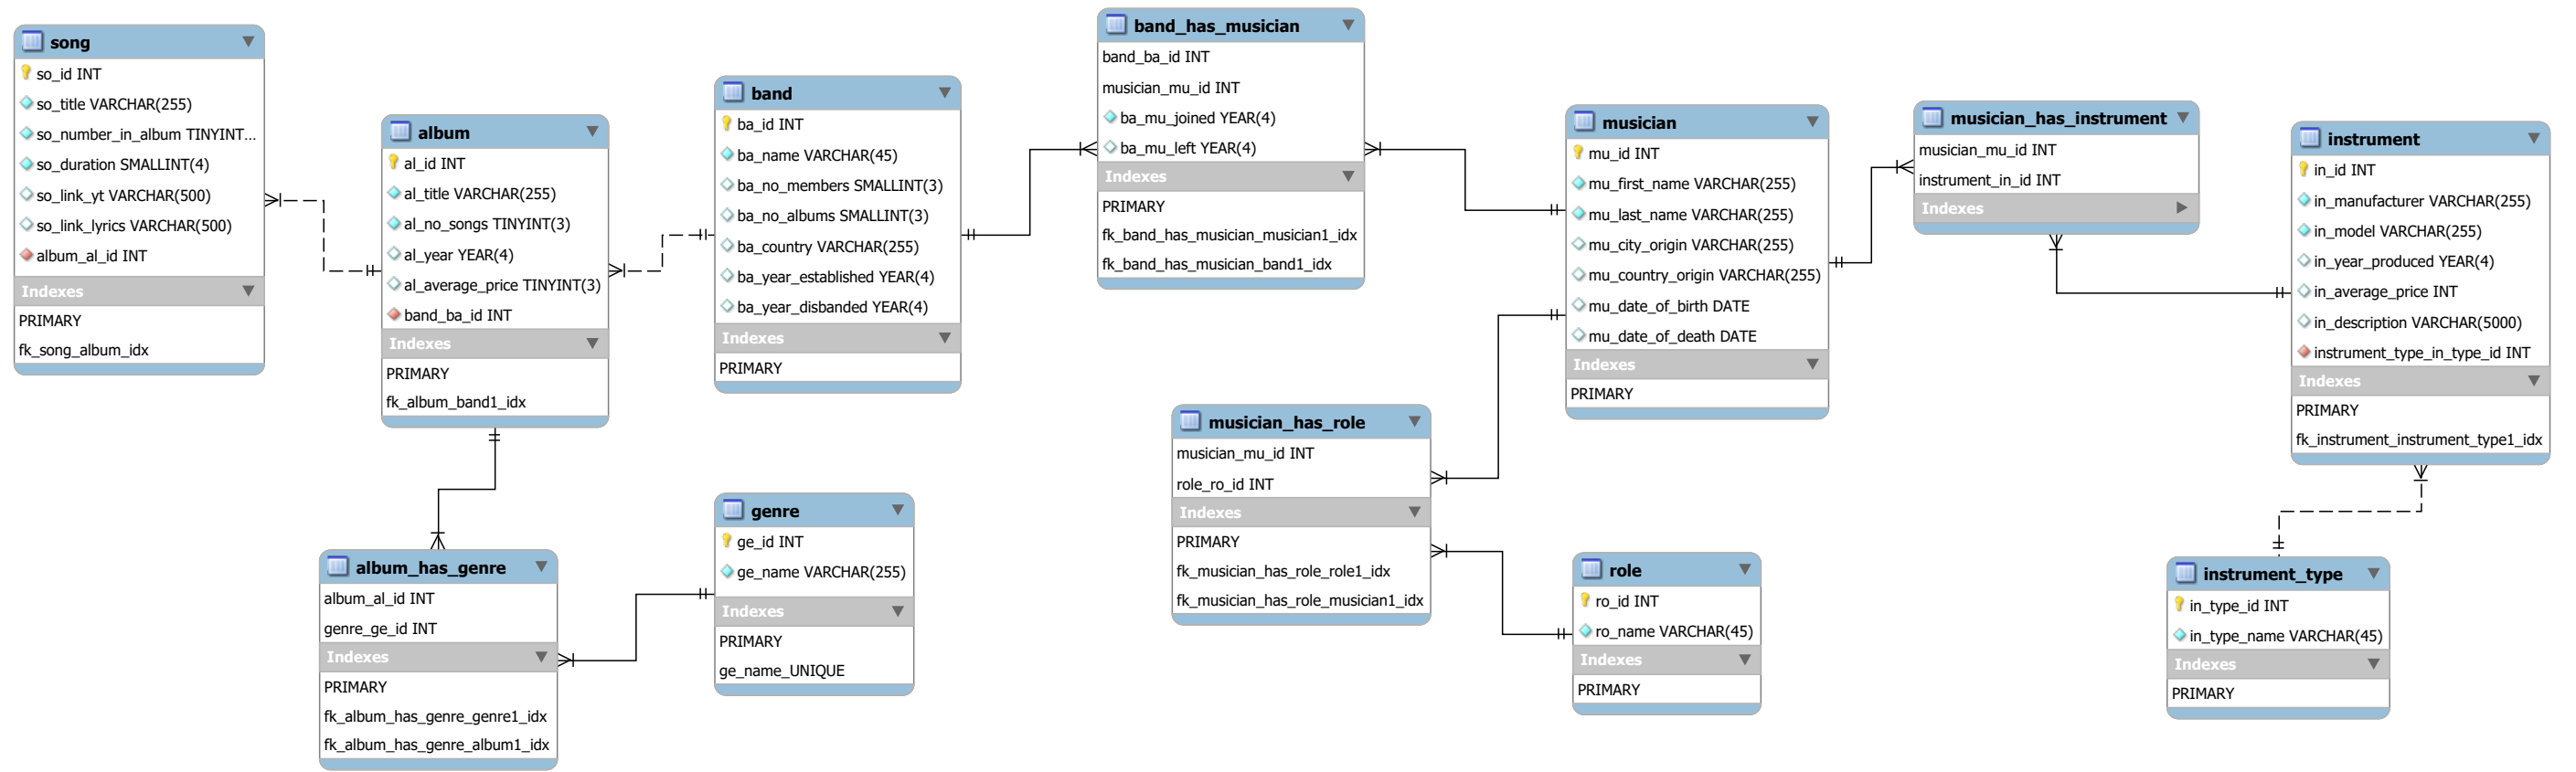 song
so_id INT
so_title VARCHAR(255)
so_number_in_album TINYINT...
so_duration SMALLINT(4)
so_link_yt VARCHAR(500)
so_link_lyrics VARCHAR(500)
album_al_id INT
Indexes
PRIMARY
fk_song_album_idx
album
al_id INT
al_title VARCHAR(255)
al_no_songs TINYINT(3)
al_year YEAR(4)
al_average_price TINYINT(3)
band_ba_id INT
Indexes
PRIMARY
fk_album_band1_idx
band
ba_id INT
ba_name VARCHAR(45)
ba_no_members SMALLINT(3)
ba_no_albums SMALLINT(3)
ba_country VARCHAR(255)
ba_year_established YEAR(4)
ba_year_disbanded YEAR(4)
Indexes
PRIMARY
band_has_musician
band_ba_id INT
musician_mu_id INT
ba_mu_joined YEAR(4)
ba_mu_left YEAR(4)
Indexes
PRIMARY
fk_band_has_musician_musician1_idx
fk_band_has_musician_band1_idx
musician
mu_id INT
mu_first_name VARCHAR(255)
mu_last_name VARCHAR(255)
mu_city_origin VARCHAR(255)
mu_country_origin VARCHAR(255)
mu_date_of_birth DATE
mu_date_of_death DATE
Indexes
PRIMARY
musician_has_instrument
musician_mu_id INT
instrument_in_id INT
Indexes
instrument
in_id INT
in_manufacturer VARCHAR(255)
in_model VARCHAR(255)
in_year_produced YEAR(4)
in_average_price INT
in_description VARCHAR(5000)
instrument_type_in_type_id INT
Indexes
PRIMARY
fk_instrument_instrument_type1_idx
album_has_genre
album_al_id INT
genre_ge_id INT
Indexes
PRIMARY
fk_album_has_genre_genre1_idx
fk_album_has_genre_album1_idx
genre
ge_id INT
ge_name VARCHAR(255)
Indexes
PRIMARY
ge_name_UNIQUE
musician_has_role
musician_mu_id INT
role_ro_id INT
Indexes
PRIMARY
fk_musician_has_role_role1_idx
fk_musician_has_role_musician1_idx
role
ro_id INT
ro_name VARCHAR(45)
Indexes
PRIMARY
instrument_type
in_type_id INT
in_type_name VARCHAR(45)
Indexes
PRIMARY